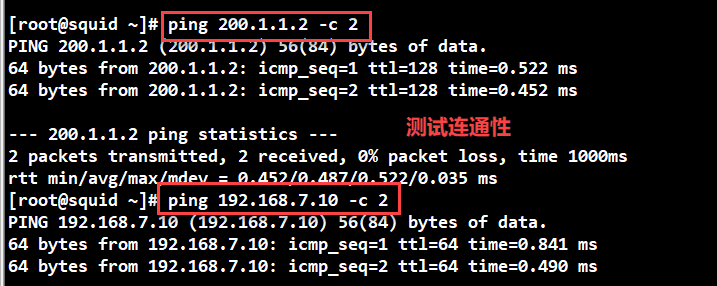 [root@squid ~]# ping 200.1.1.2 -c 2
PING 200.1.1.2 (200.1.1.2) 56(84) bytes of data.
64 bytes from 200.1.1.2: icmp_seq=1 ttl=128 time=0.522 ms
64 bytes from 200.1.1.2: icmp_seq=2 ttl=128 time=0.452 ms
--- 200.1.1.2 ping statistics ---
测试连通性
2 packets transmitted, 2 received, 0% packet loss, time 1000ms
rtt min/avg/max/mdev = 0.452/0.487/0.522/0.035 ms
[root@squid ~]# ping 192.168.7.10 -c 2
PING 192.168.7.10 (192.168.7.10) 56(84) bytes of data.
64 bytes from 192.168.7.10: icmp_seq=1 ttl=64 time=0.841 ms
64 bytes from 192.168.7.10: icmp_seq=2 ttl=64 time=0.490 ms